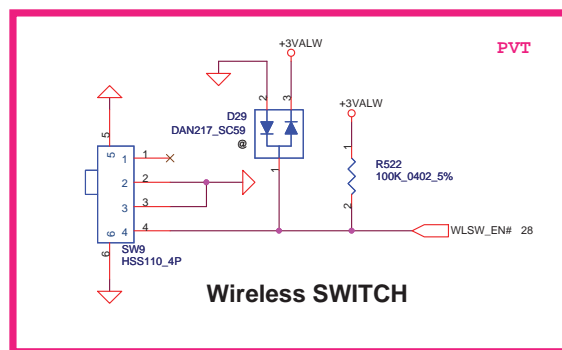 PVT
+3VALW
D29
DAN217_SC59
@
2
3
1
+3VALW
1
R522
100K_0402_5%
2
5
5
1
1
2
2
3
3
4
4
6
6
SW9
HSS110_4P
WLSW_EN# 28
Wireless SWITCH